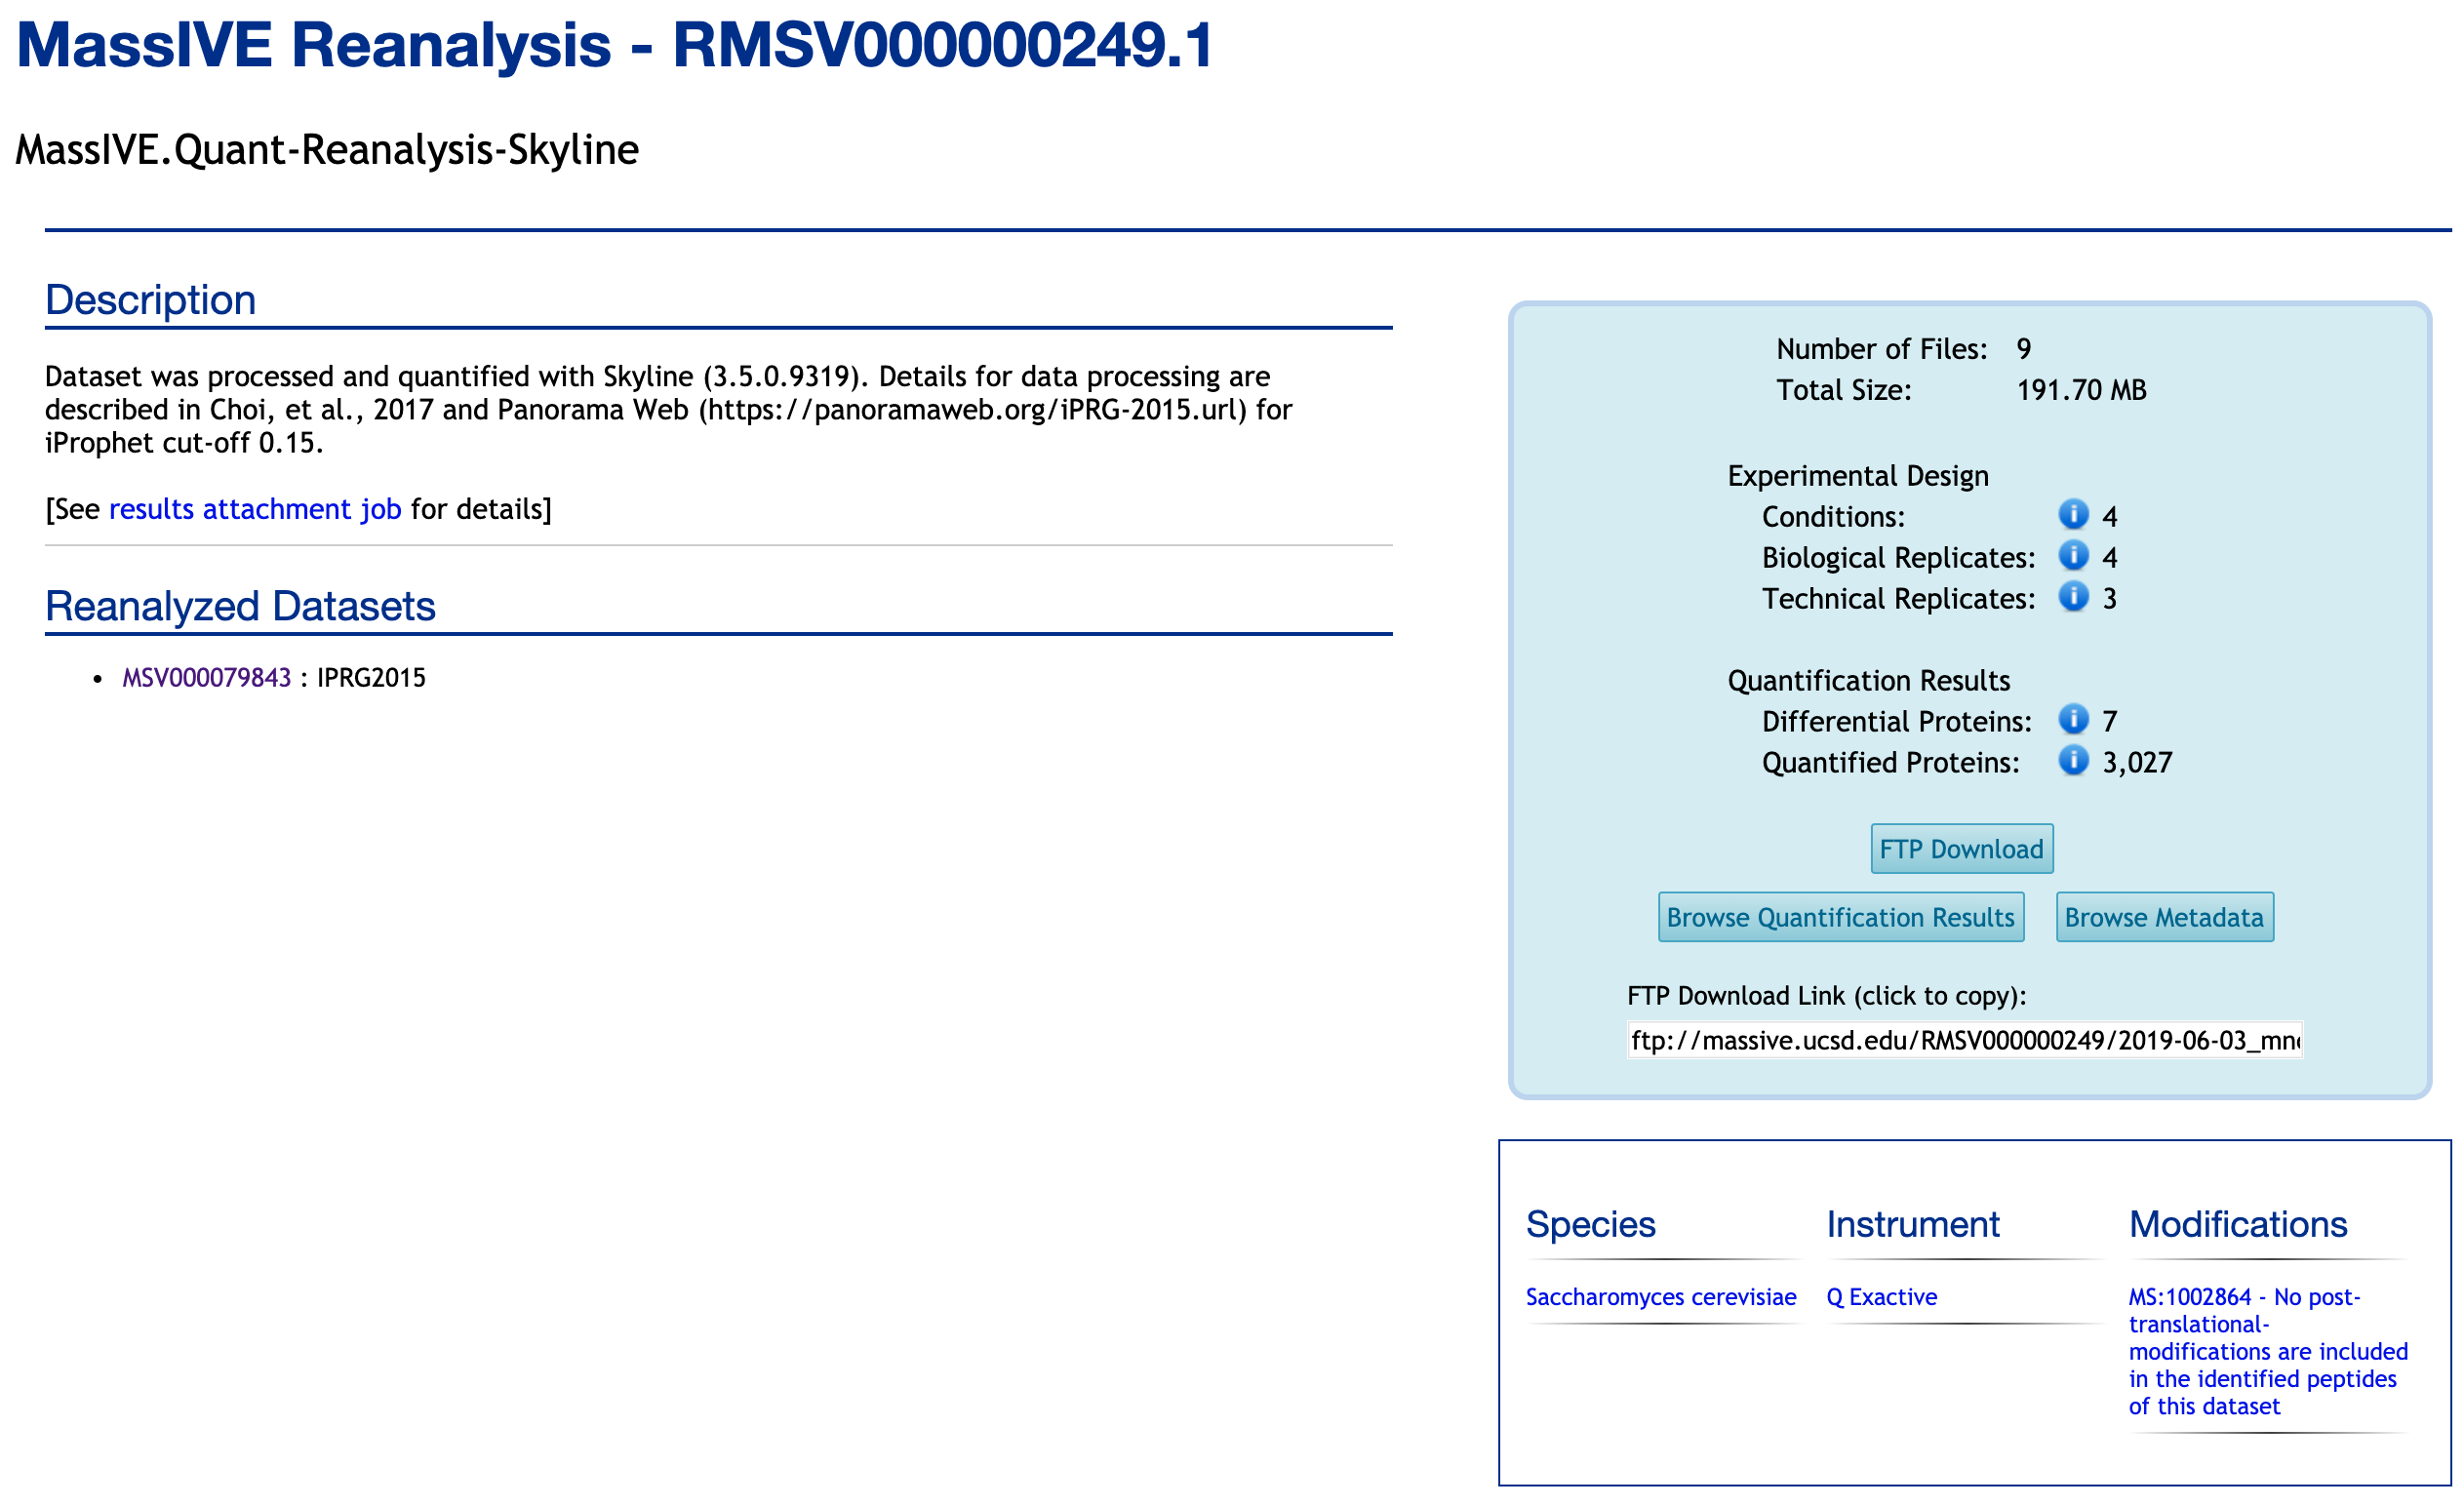 MassIVE Reanalysis - RMSV000000249.1
MassIVE.Quant-Reanalysis-Skyline
Description
Dataset was processed and quantified with Skyline (3.5.0.9319). Details for data processing are
described in Choi, et al., 2017 and Panorama Web (https://panoramaweb.org/iPRG-2015.url) for
iProphet cut-off 0.15.
[See results attachment job for details]
Reanalyzed Datasets
• MSV000079843 : IPRG2015
Number of Files: 9
Total Size: 191.70 MB
Experimental Design
Conditions: i 4
Biological Replicates: i 4
Technical Replicates: i 3
Quantification Results
Differential Proteins: i 7
Quantified Proteins: i 3,027
FTP Download
Browse Quantification Results Browse Metadata
FTP Download Link (click to copy):
ftp://massive.ucsd.edu/RMSV000000249/2019-06-03_mn
Species
Saccharomyces cerevisiae
Instrument
Q Exactive
Modifications
MS:1002864 - No post-
translational-
modifications are included
in the identified peptides
of this dataset